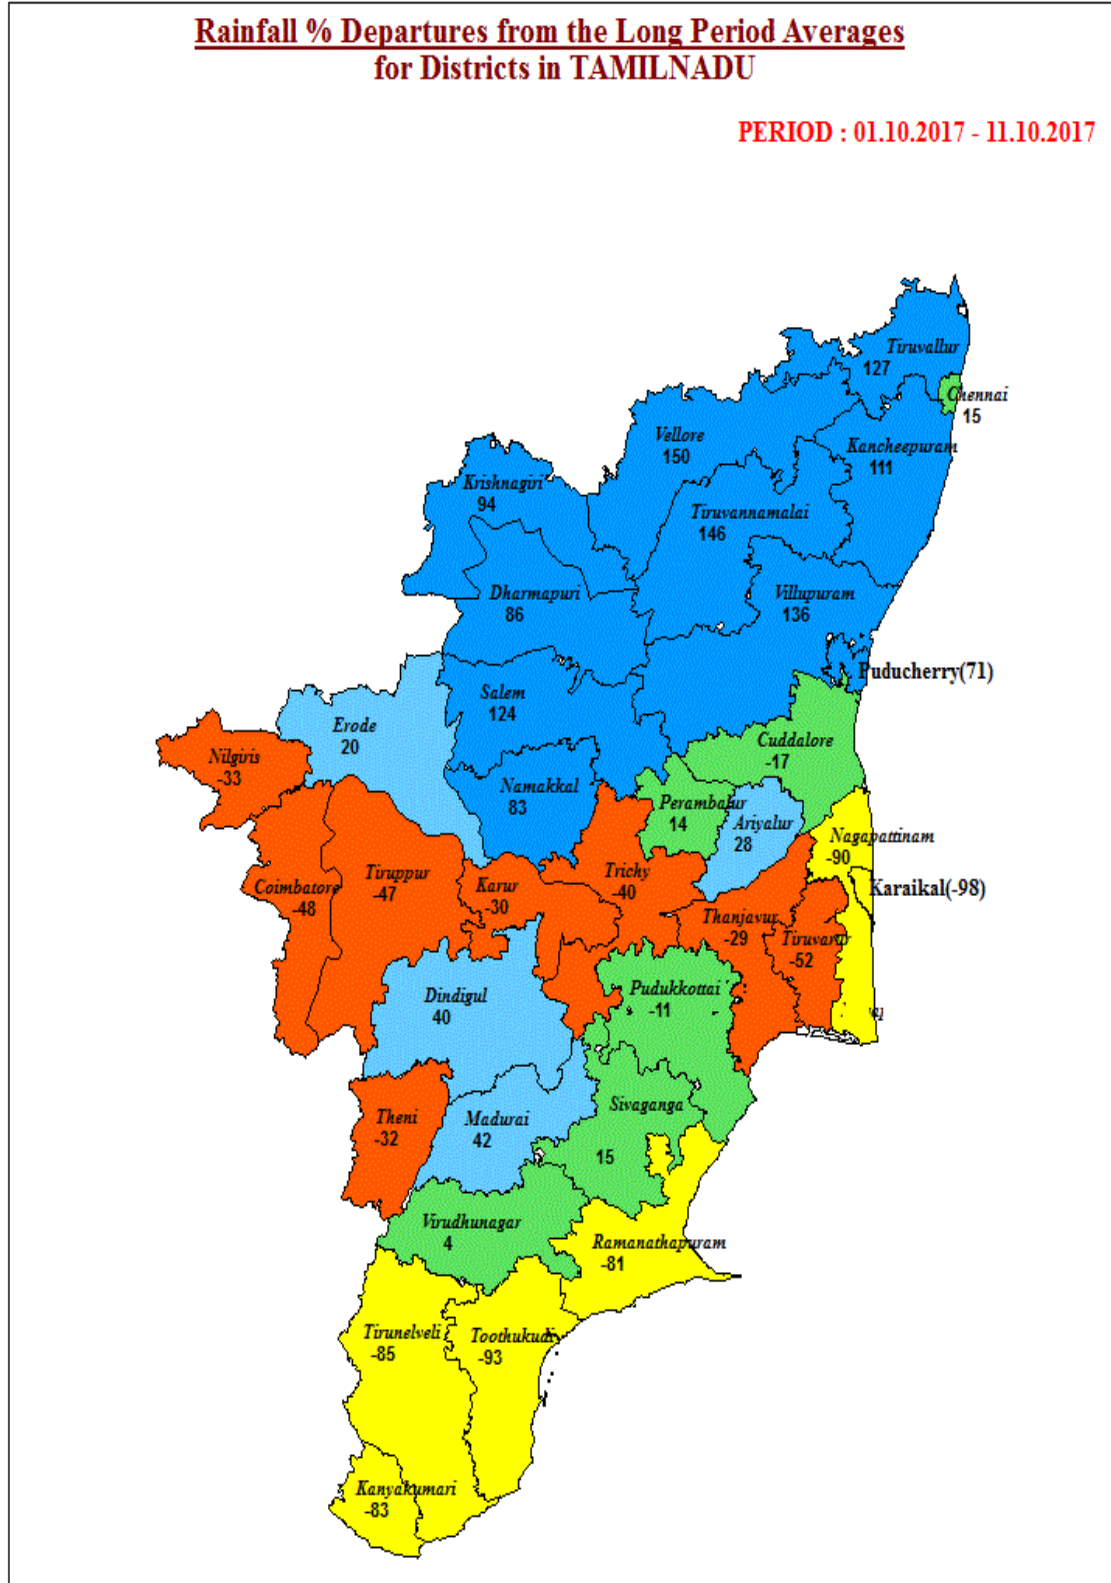 Rainfall % Departures from the Long Period Averages
for Districts in TAMILNADU
PERIOD : 01.10.2017 - 11.10.2017
Tiruvallur
127
Chennai
15
Vellore
150
Kancheepuram
111
Krishnagiri
94
Tiruvannamalai
146
Dharmapuri
86
Villupuram
136
Puducherry(71)
Salem
124
Erode
20
Cuddalore
-17
Nilgiris
-33
Namakkal
83
Perambalur
14
Ariyalur
28
Nagapattinam
-90
Tiruppur
-47
Coimbatore
-48
Karur
-30
Trichy
-40
Karaikal(-98)
Thanjavur
-29
Tiruvarur
-52
Dindigul
40
Pudukkottai
-11
Sivaganga
15
Theni
-32
Madurai
42
Virudhunagar
4
Ramanathapuram
-81
Tirunelveli
-85
Toothukudi
-93
Kanyakumari
-83